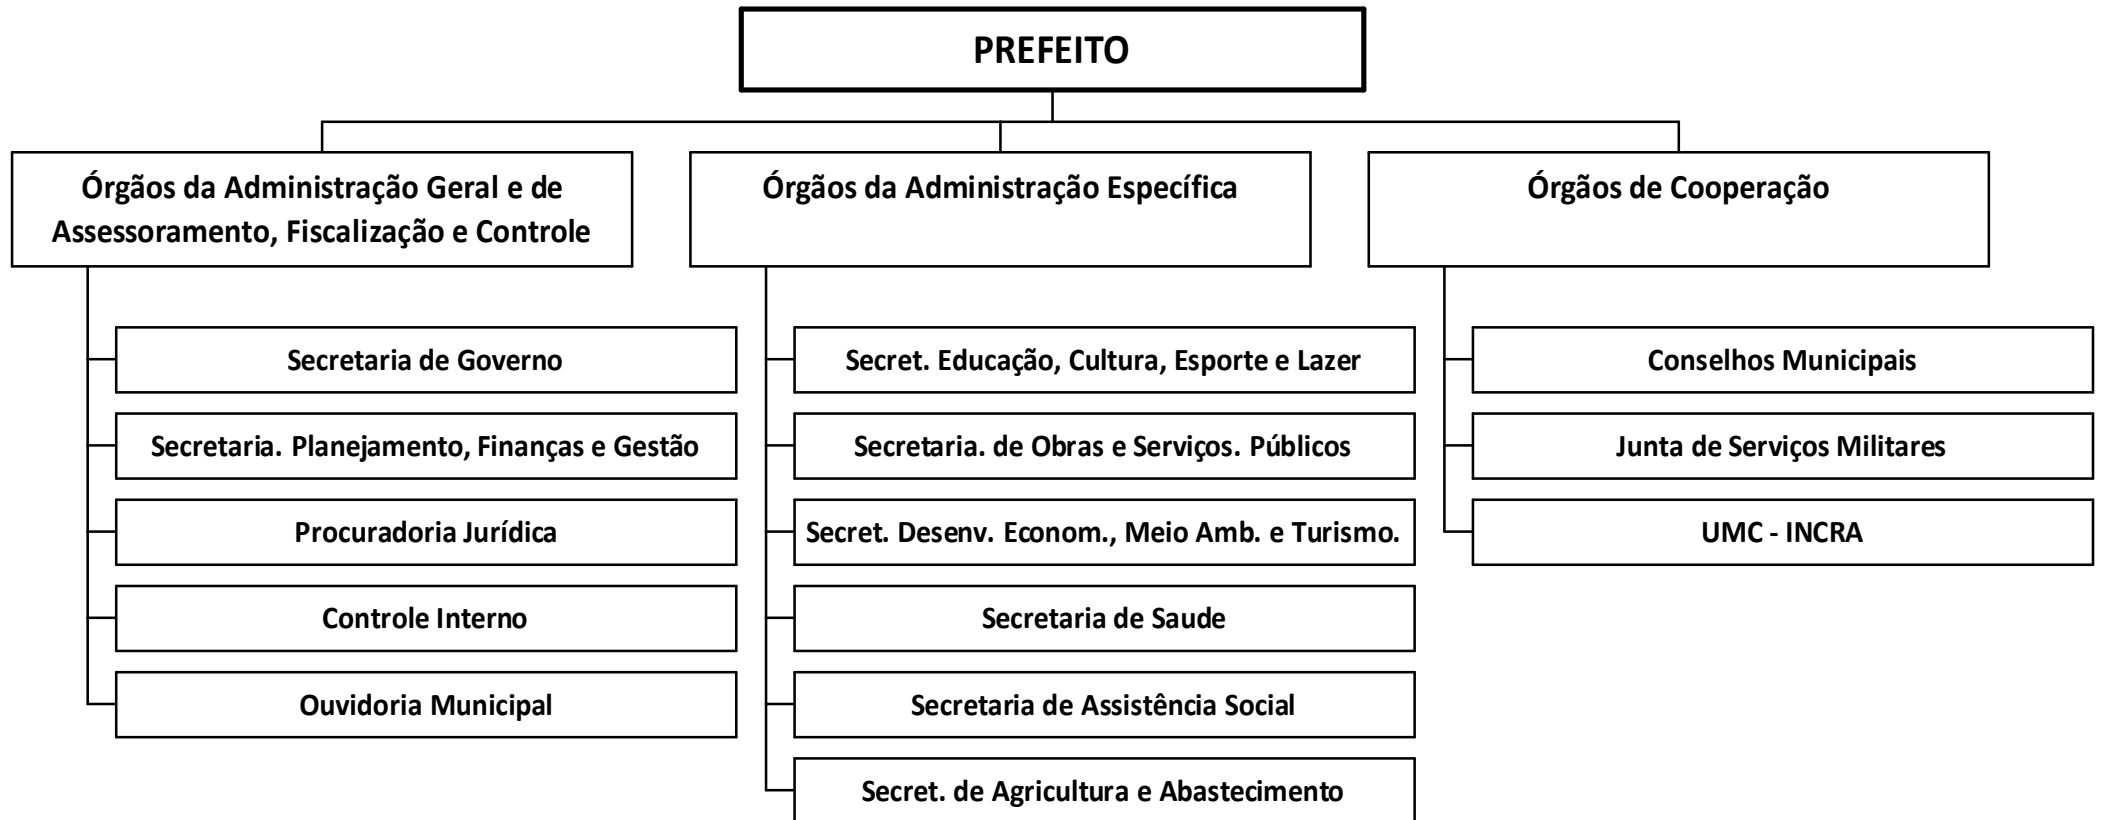 PREFEITO
Órgãos da Administração Geral e de
Assessoramento, Fiscalização e Controle
Órgãos da Administração Específica
Órgãos de Cooperação
Secretaria de Governo
Secretaria. Planejamento, Finanças e Gestão
Procuradoria Jurídica
Controle Interno
Ouvidoria Municipal
Secret. Educação, Cultura, Esporte e Lazer
Secretaria. de Obras e Serviços. Públicos
Secret. Desenv. Econom., Meio Amb. e Turismo.
Secretaria de Saude
Secretaria de Assistência Social
Secret. de Agricultura e Abastecimento
Conselhos Municipais
Junta de Serviços Militares
UMC - INCRA